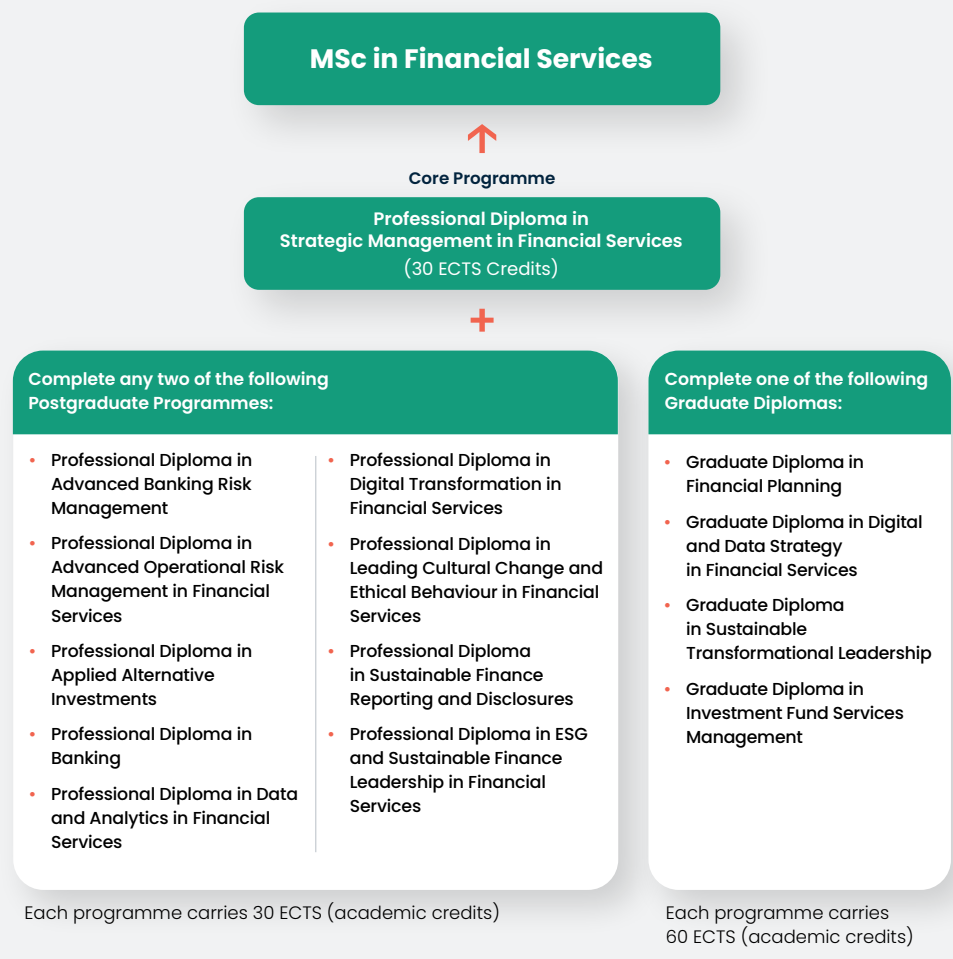 MSc in Financial Services
Core Programme
Professional Diploma in
Strategic Management in Financial Services
(30 ECTS Credits)
Complete any two of the following
Postgraduate Programmes:
• Professional Diploma in
Advanced Banking Risk
Management
• Professional Diploma in
Advanced Operational Risk
Management in Financial
Services
• Professional Diploma in
Applied Alternative
Investments
• Professional Diploma in
Banking
• Professional Diploma in Data
and Analytics in Financial
Services
• Professional Diploma in
Digital Transformation in
Financial Services
• Professional Diploma in
Leading Cultural Change and
Ethical Behaviour in Financial
Services
• Professional Diploma
in Sustainable Finance
Reporting and Disclosures
• Professional Diploma in ESG
and Sustainable Finance
Leadership in Financial
Services
Each programme carries 30 ECTS (academic credits)
Complete one of the following
Graduate Diplomas:
• Graduate Diploma in
Financial Planning
• Graduate Diploma in Digital
and Data Strategy
in Financial Services
• Graduate Diploma
in Sustainable
Transformational Leadership
• Graduate Diploma in
Investment Fund Services
Management
Each programme carries
60 ECTS (academic credits)